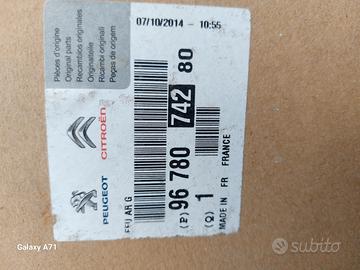 07/10/2014 - 10:55
Pièces d'origine
Original parts
Recambios originales
Originalteile
Ricambi originali
Peças de origem
PEUGEOT CITROËN
FEU AR G
(P) 96 780 742 80
(Q) 1
MADE IN FR FRANCE
Galaxy A71
subito